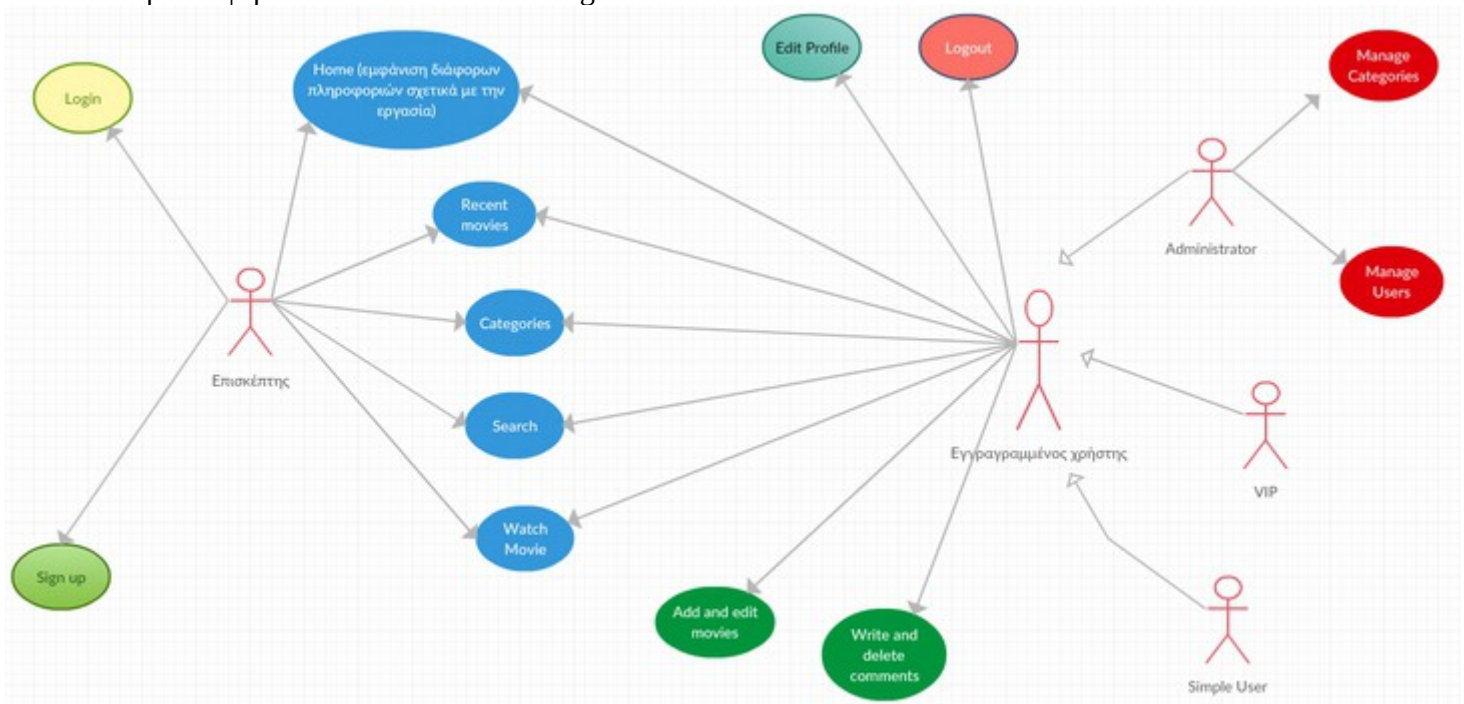 Edit Profile
Logout
Manage
Categories
Home (εμφάνιση διάφορων
πληροφοριών σχετικά με την
εργασία)
Login
Recent
movies
Administrator
Manage
Users
Categories
Επισκέπτης
Search
Εγγραγραμμένος χρήστης
VIP
Watch
Movie
Sign up
Add and edit
movies
Write and
delete
comments
Simple User